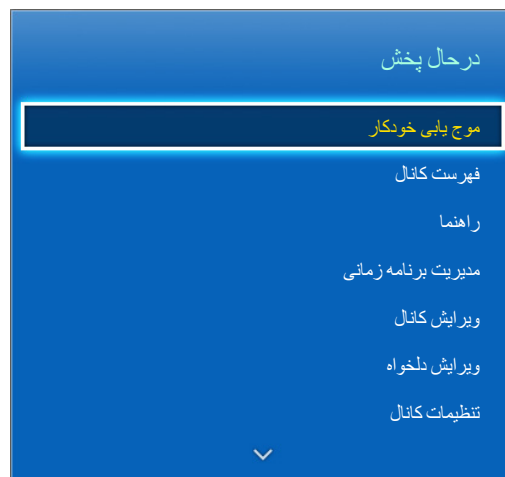 درحال پخش
موج یابی خودکار
فهرست کانال
راهنما
مدیریت برنامه زمانی
ویرایش کانال
ویرایش دلخواه
تنظیمات کانال